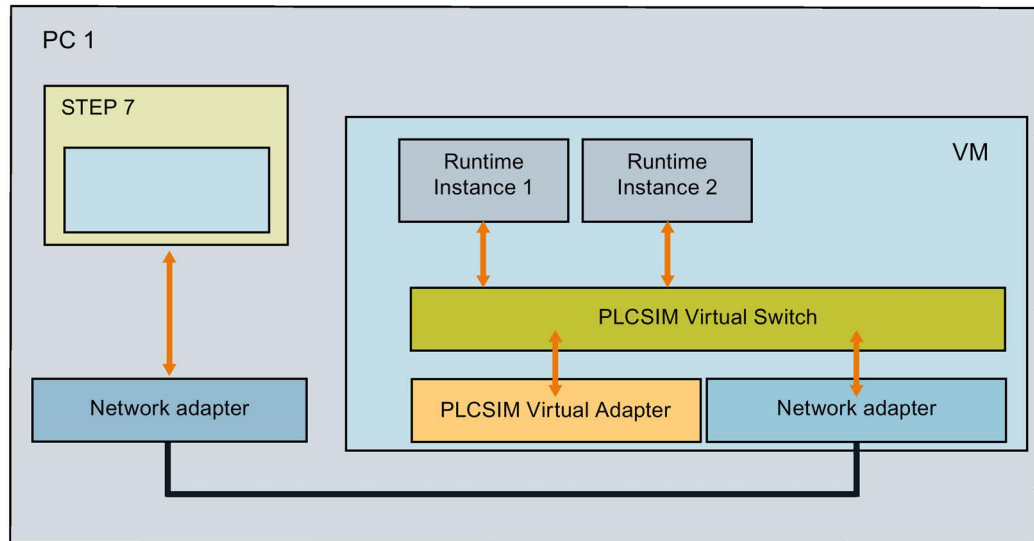 PC 1
STEP 7
VM
Runtime
Instance 1
Runtime
Instance 2
PLCSIM Virtual Switch
Network adapter
PLCSIM Virtual Adapter
Network adapter